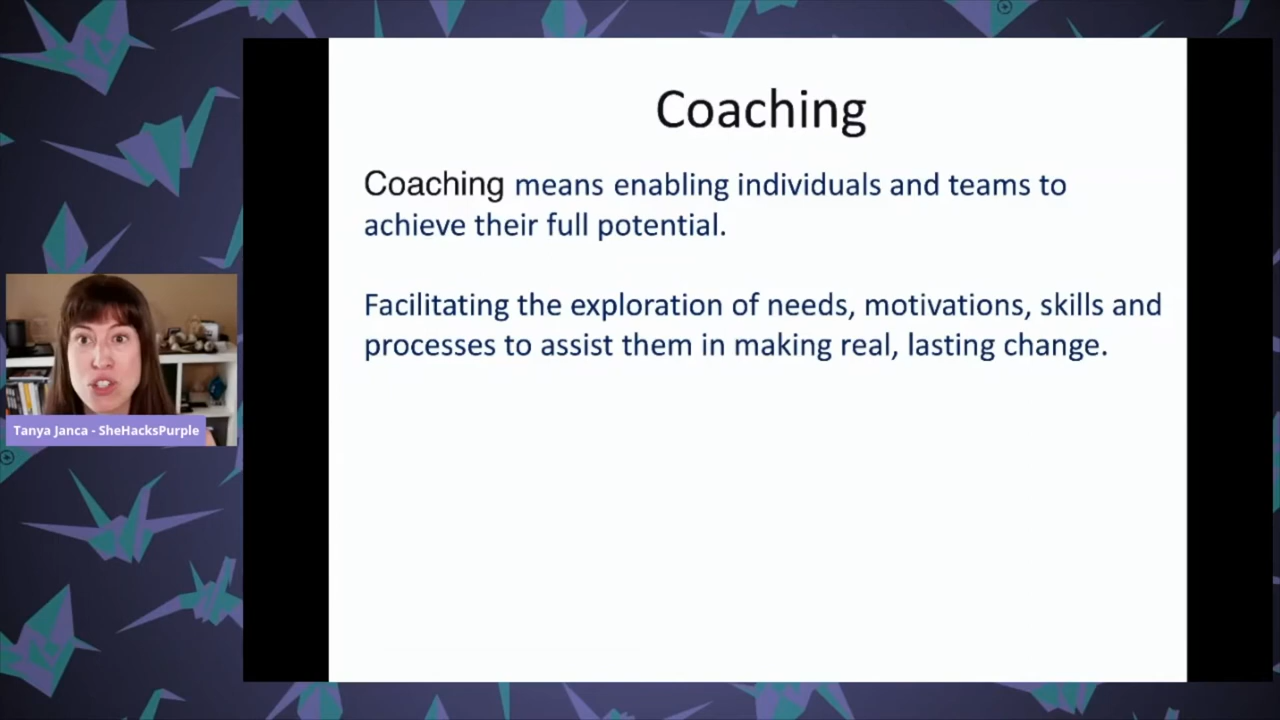 Coaching
Coaching means enabling individuals and teams to
achieve their full potential.
Facilitating the exploration of needs, motivations, skills and
processes to assist them in making real, lasting change.
Tanya Janca - SheHacksPurple